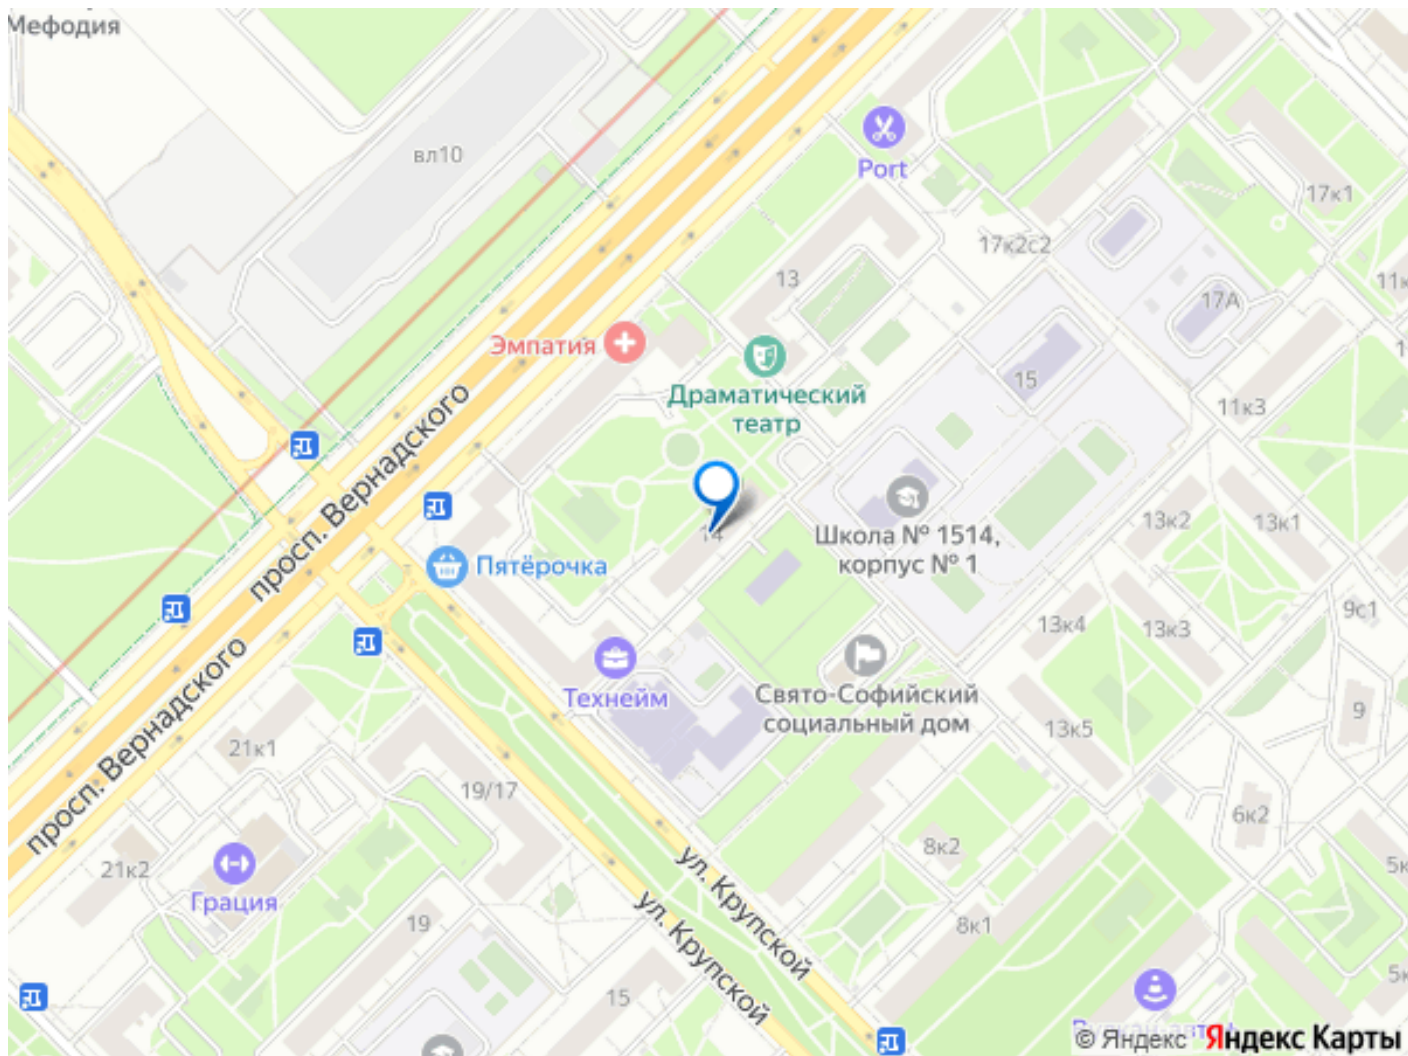 Мефодия
вл10
Port
17к1
17к2с2
13
17А
Эмпатия
Драматический
театр
15
11к3
просп. Вернадского
14
Школа № 1514,
корпус № 1
13к2
13к1
Пятёрочка
9с1
13к4
13к3
Технейм
Свято-Софийский
социальный дом
9
13к5
просп. Вернадского
21к1
19/17
6к2
8к2
21к2
Грация
ул. Крупской
19
8к1
ул. Крупской
15
© Яндекс Яндекс Карты